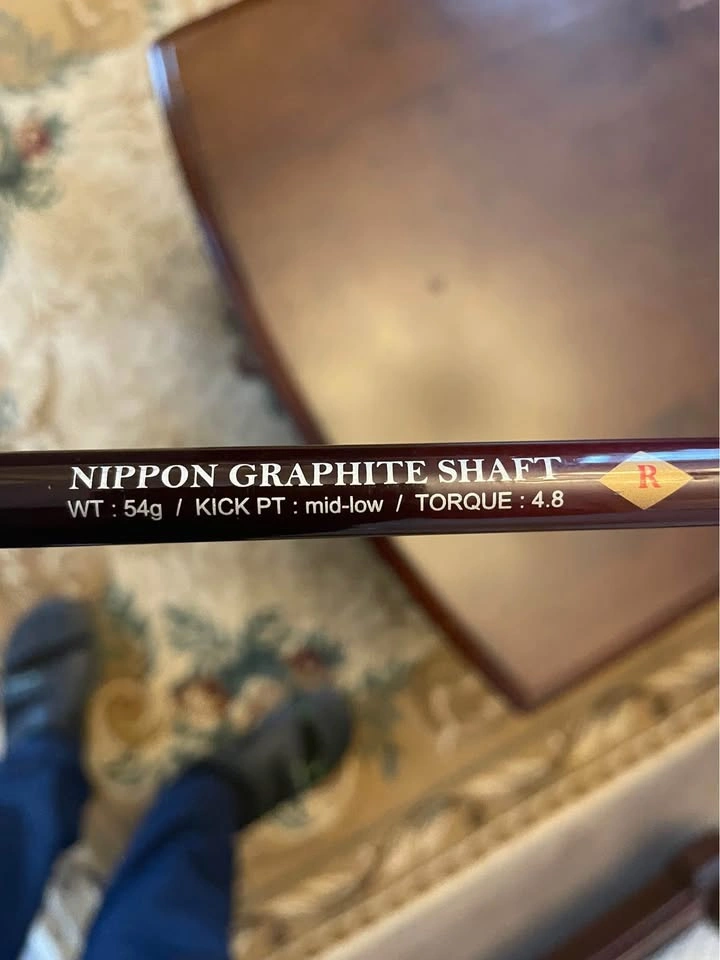 NIPPON GRAPHITE SHAFT
WT : 54g / KICK PT : mid-low / TORQUE : 4.8
R